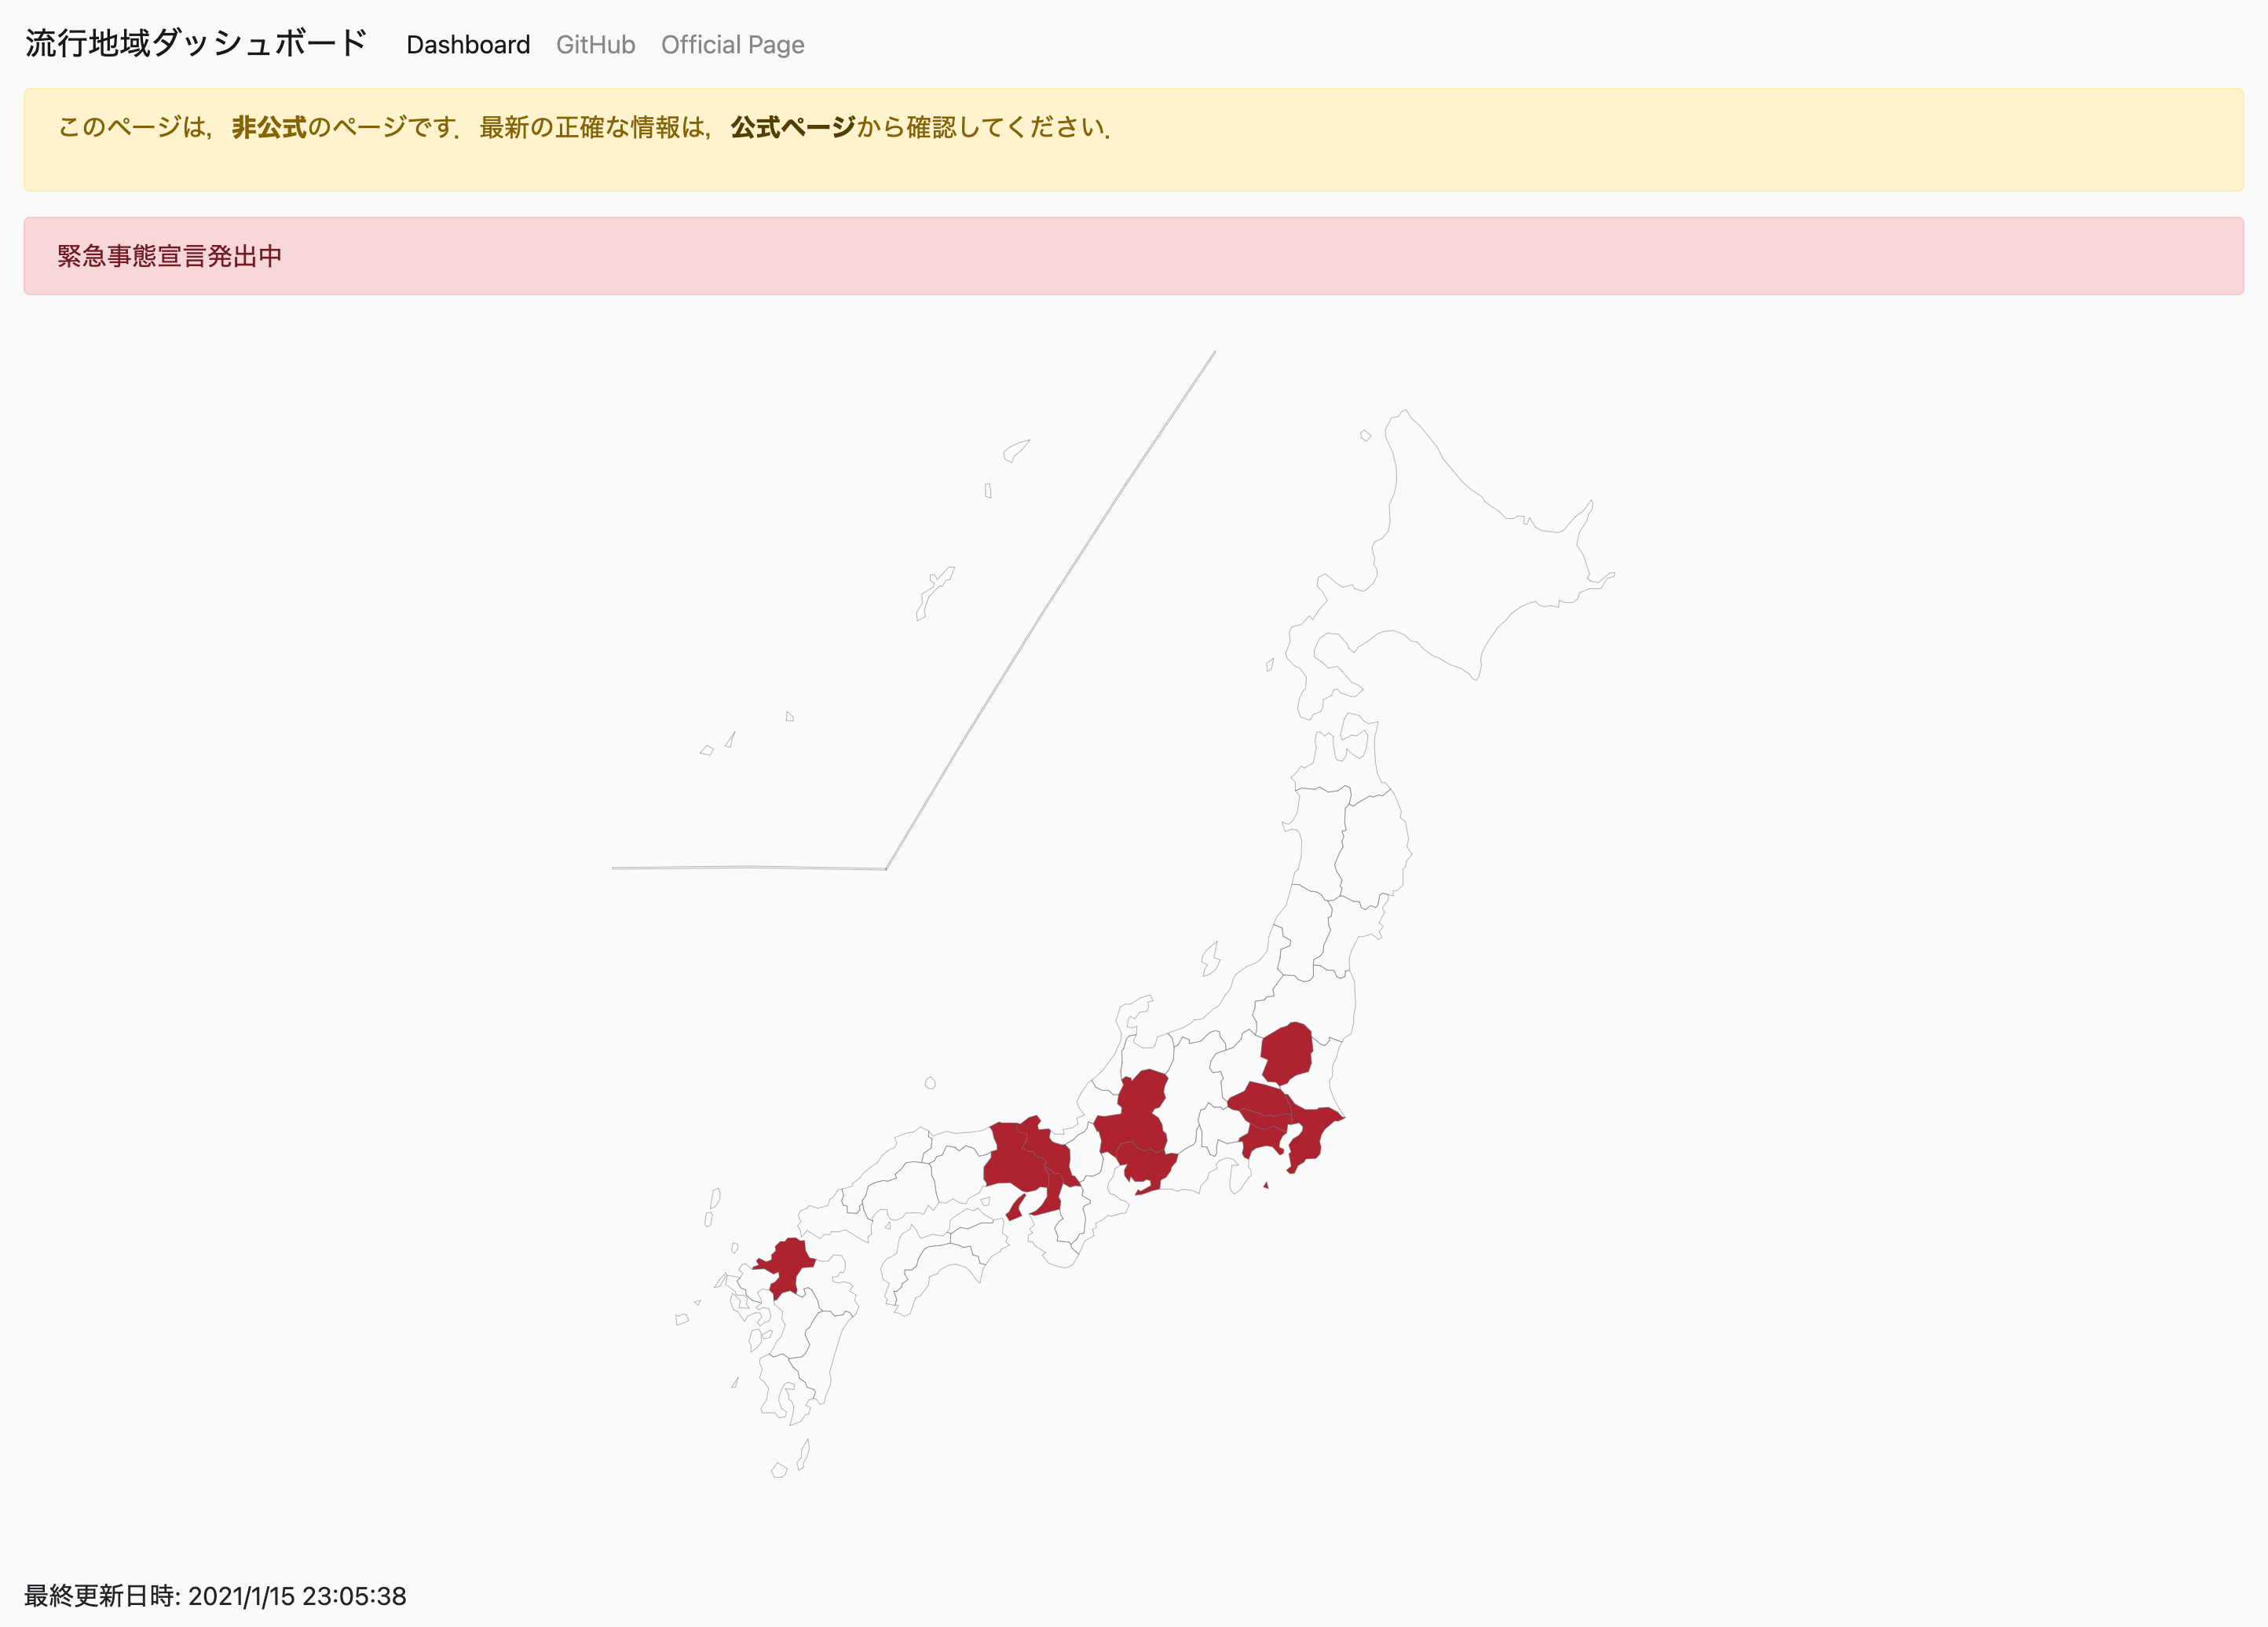 流行地域ダッシュボード Dashboard GitHub Official Page
このページは，非公式のページです．最新の正確な情報は，公式ページから確認してください．
緊急事態宣言発出中
最終更新日時: 2021/1/15 23:05:38